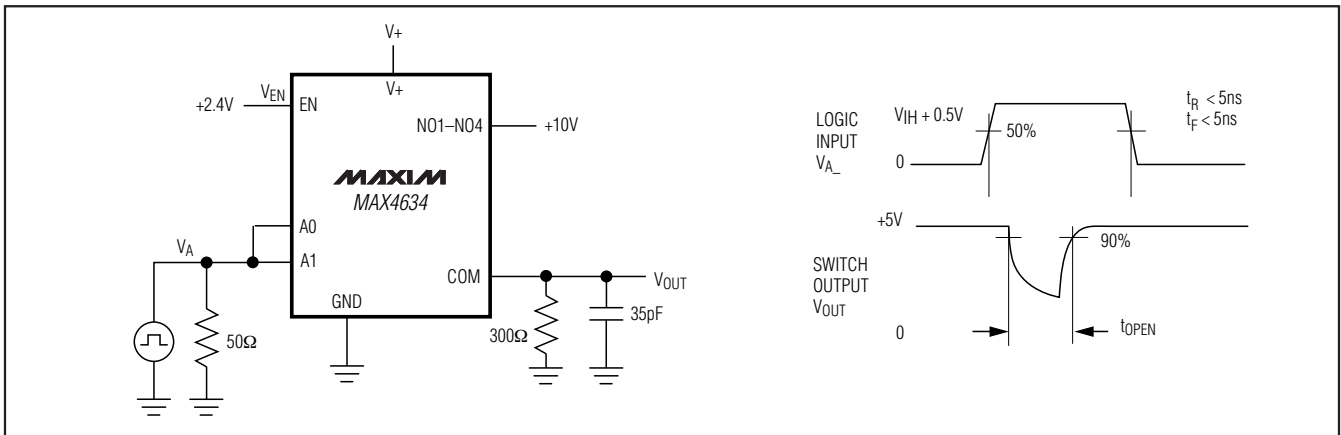 V+
V+
+2.4V
VEN
EN
NO1–NO4
+10V
MAXIM
MAX4634
A0
VA
A1
COM
VOUT
GND
50Ω
300Ω
35pF
LOGIC
INPUT
VA_
VIH + 0.5V
50%
0
tR < 5ns
tF < 5ns
+5V
90%
SWITCH
OUTPUT
VOUT
0
tOPEN